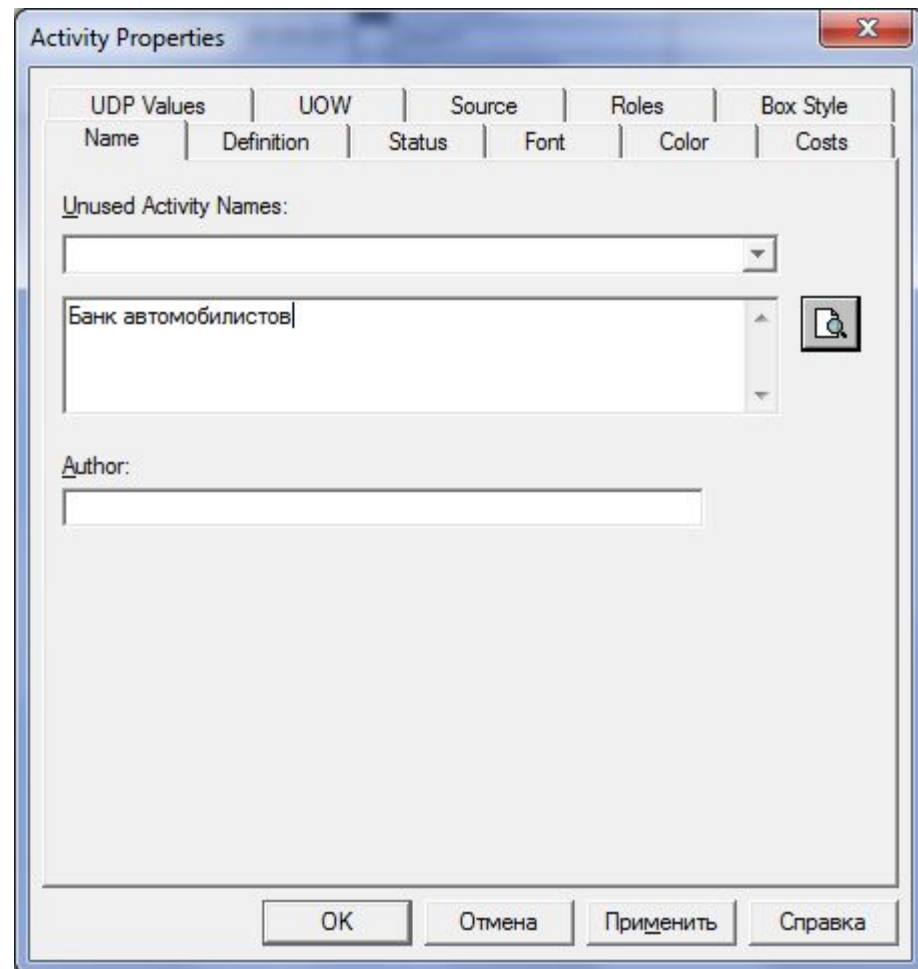 Activity Properties
UDP Values UOW Source Roles Box Style
Name Definition Status Font Color Costs
Unused Activity Names:
Банк автомобилистов
Author:
OK Отмена Применить Справка